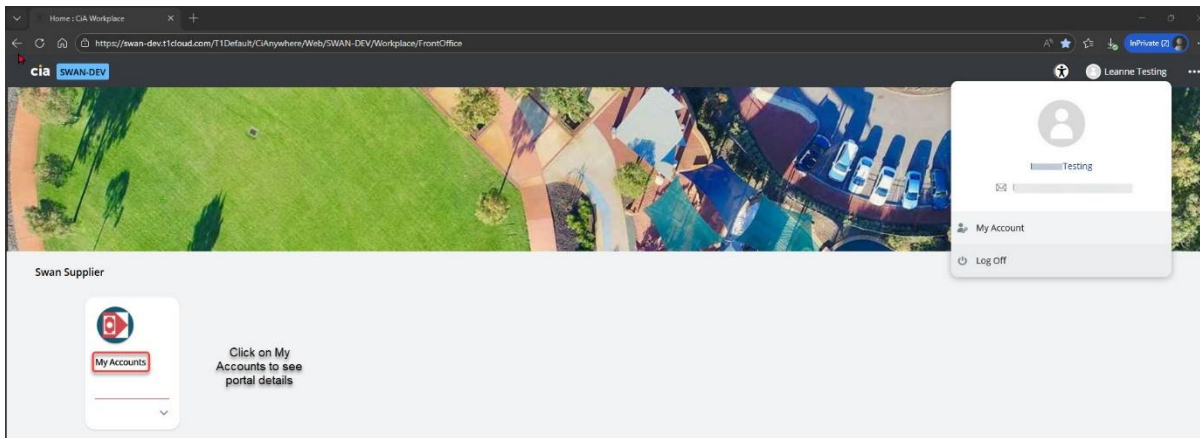 Home : CiA Workplace
https://swan-dev.t1cloud.com/T1Default/CiAnywhere/Web/SWAN-DEV/Workplace/FrontOffice
InPrivate (2)
cia SWAN-DEV
Leanne Testing
Testing
My Account
Log Off
Swan Supplier
My Accounts
Click on My
Accounts to see
portal details